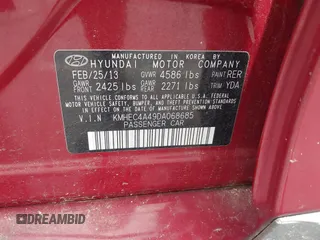 MANUFACTURED IN KOREA BY
HYUNDAI MOTOR COMPANY
FEB/25/13 GVWR 4586 lbs PAINT RER
GAWR FRONT 2425 lbs GAWR REAR 2271 lbs TRIM YDA
THIS VEHICLE CONFORMS TO ALL APPLICABLE
U.S. FEDERAL MOTOR VEHICLE SAFETY, BUMPER,
AND THEFT PREVENTION STANDARDS IN EFFECT ON
THE DATE OF MANUFACTURE SHOWN ABOVE.
V.I.N KMHEC4A49DA068685
PASSENGER CAR
DREAMBID